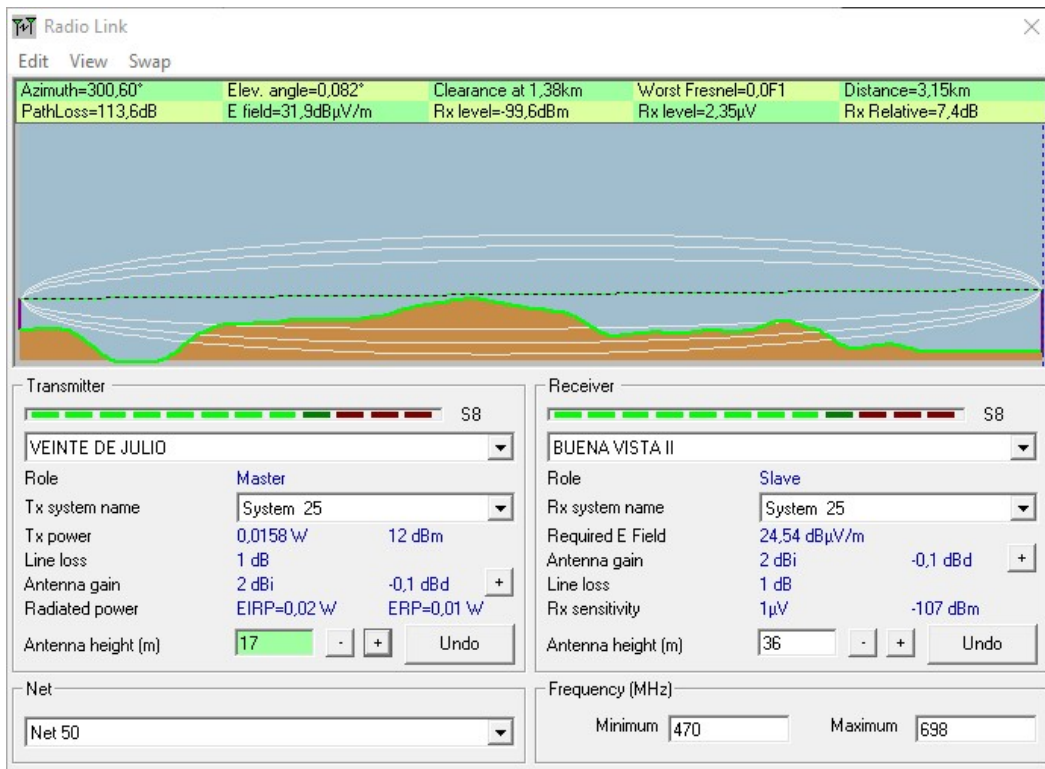 Radio Link
Edit View Swap
Azimuth=300,60° Elev. angle=0,082° Clearance at 1,38km Worst Fresnel=0,0F1 Distance=3,15km
PathLoss=113,6dB E field=31,9dBµV/m Rx level=-99,6dBm Rx level=2,35µV Rx Relative=7,4dB
Transmitter
S8
VEINTE DE JULIO
Role Master
Tx system name System 25
Tx power 0,0158 W 12 dBm
Line loss 1 dB
Antenna gain 2 dBi -0,1 dBd +
Radiated power EIRP=0,02 W ERP=0,01 W
Antenna height (m) 17 - + Undo
Net
Net 50
Receiver
S8
BUENA VISTA II
Role Slave
Rx system name System 25
Required E Field 24,54 dBµV/m
Antenna gain 2 dBi -0,1 dBd +
Line loss 1 dB
Rx sensitivity 1µV -107 dBm
Antenna height (m) 36 - + Undo
Frequency (MHz)
Minimum 470 Maximum 698